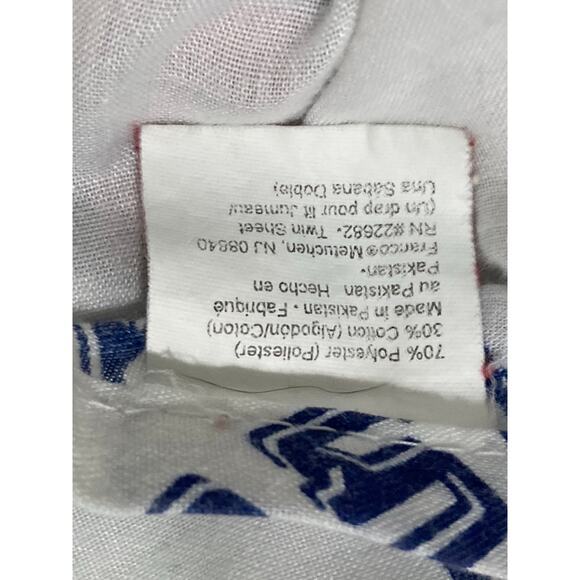 70% Polyester (Poliester)
30% Cotton (Algodón/Coton)
Made in Pakistan - Fabriqué
au Pakistan Hecho en
Pakistan.
Franco® Metuchen, NJ 08840
RN #22682 · Twin Sheet
(Un drap pour lit Jumeau/
Una Sábana Doble)